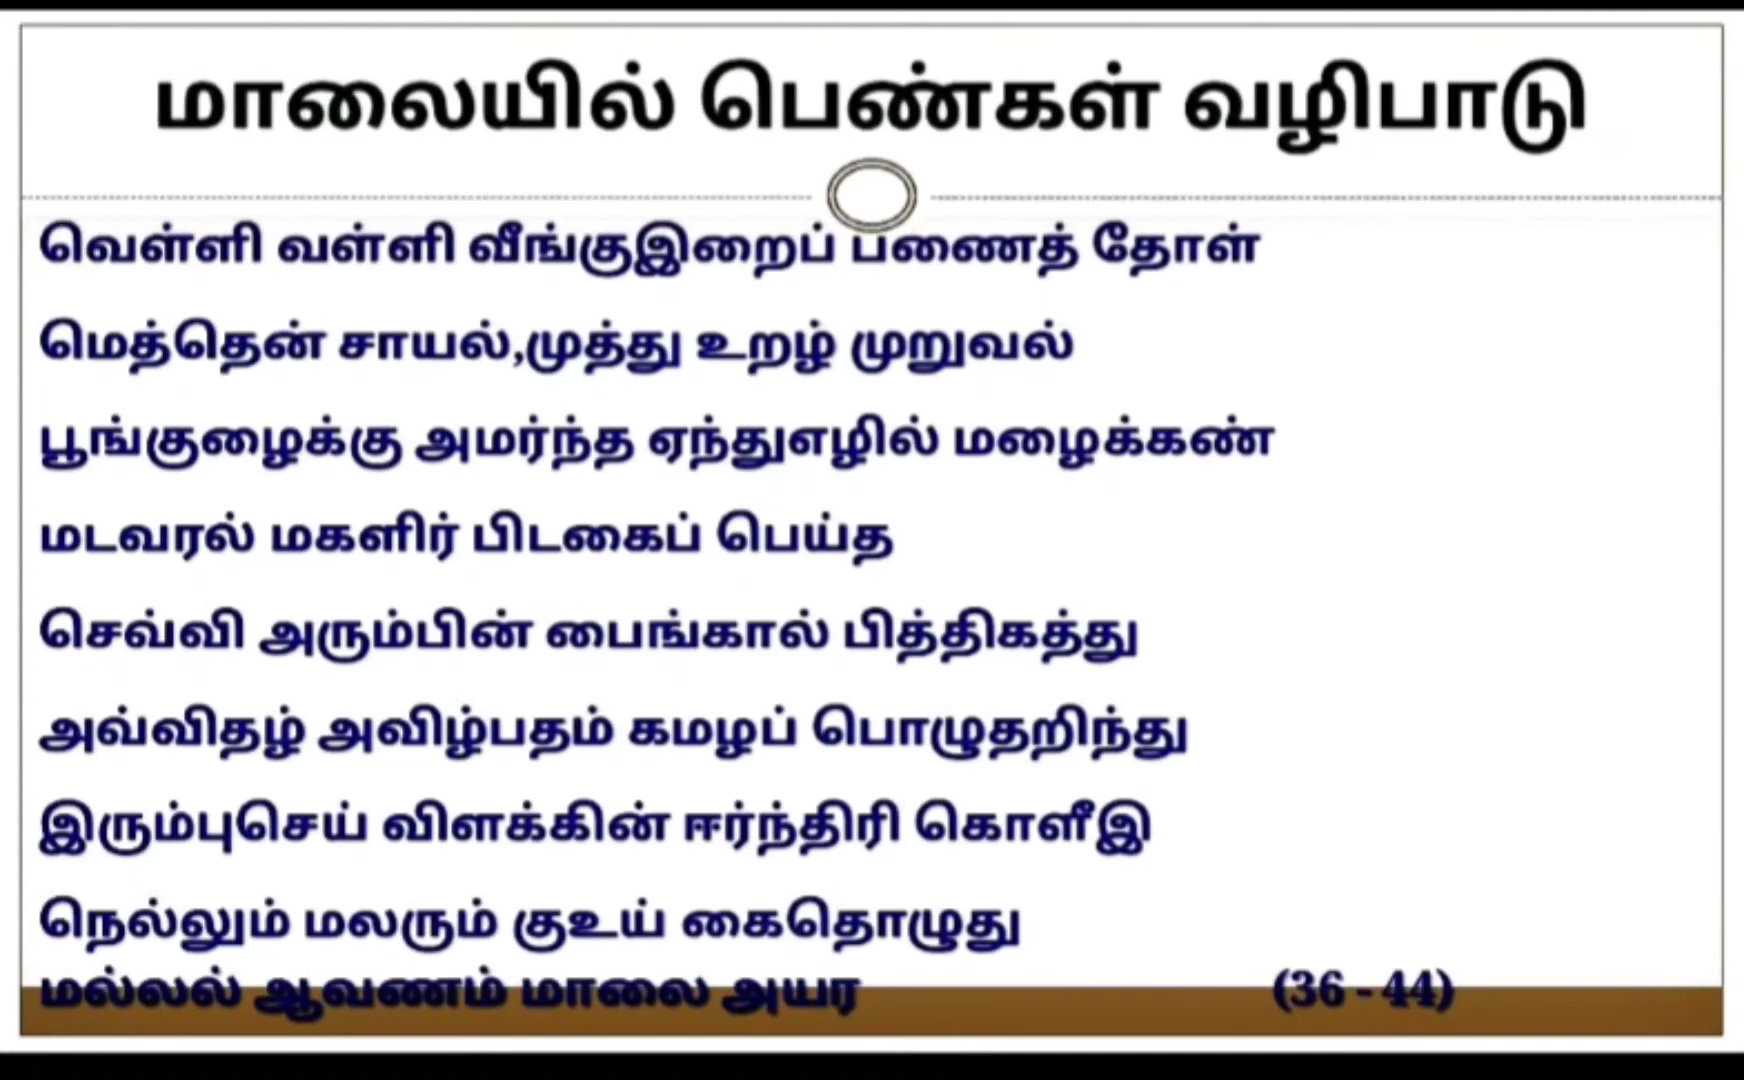 மாலையில் பெண்கள் வழிபாடு
வெள்ளி வள்ளி வீங்குஇறைப் பணைத் தோள்
மெத்தென் சாயல்,முத்து உறழ் முறுவல்
பூங்குழைக்கு அமர்ந்த ஏந்துஎழில் மழைக்கண்
மடவரல் மகளிர் பிடகைப் பெய்த
செவ்வி அரும்பின் பைங்கால் பித்திகத்து
அவ்விதழ் அவிழ்பதம் கமழப் பொழுதறிந்து
இரும்புசெய் விளக்கின் ஈர்ந்திரி கொளீஇ
நெல்லும் மலரும் குஉய் கைதொழுது
மல்லல் ஆவணம் மாலை அயர (36 - 44)